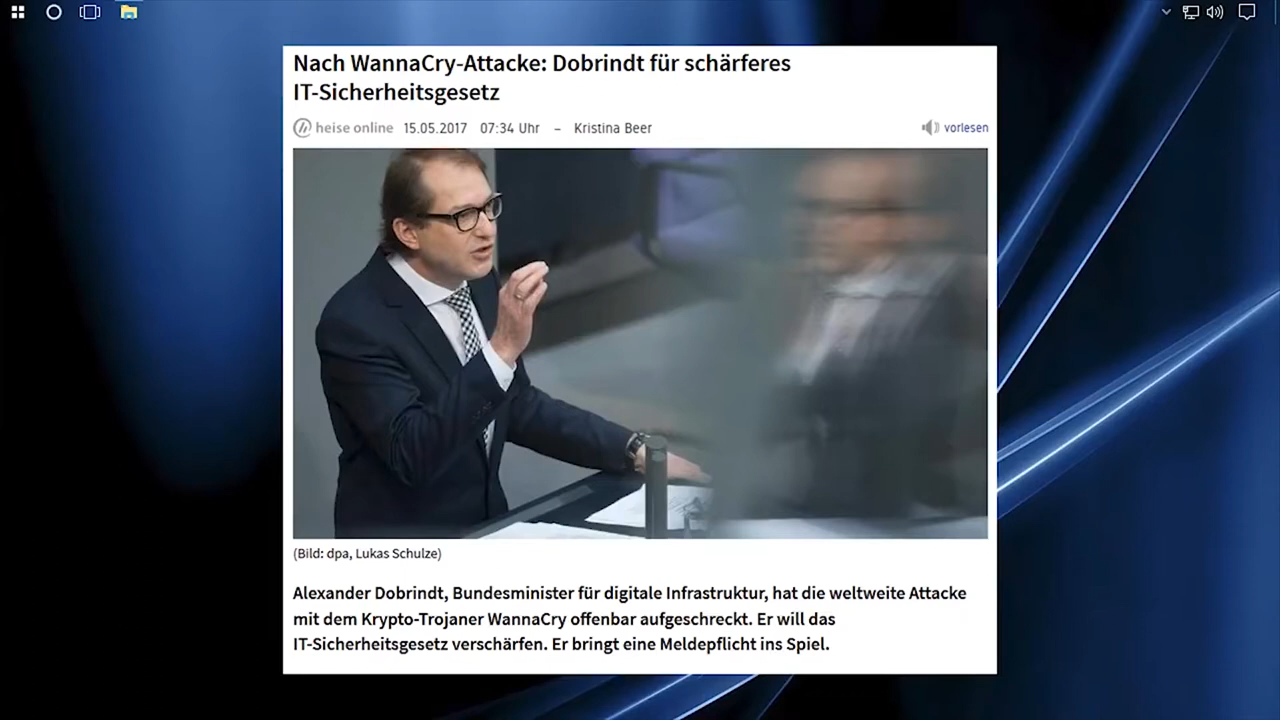 Nach WannaCry-Attacke: Dobrindt für schärferes
IT-Sicherheitsgesetz
heise online 15.05.2017 07:34 Uhr – Kristina Beer
vorlesen
(Bild: dpa, Lukas Schulze)
Alexander Dobrindt, Bundesminister für digitale Infrastruktur, hat die weltweite Attacke
mit dem Krypto-Trojaner WannaCry offenbar aufgeschreckt. Er will das
IT-Sicherheitsgesetz verschärfen. Er bringt eine Meldepflicht ins Spiel.